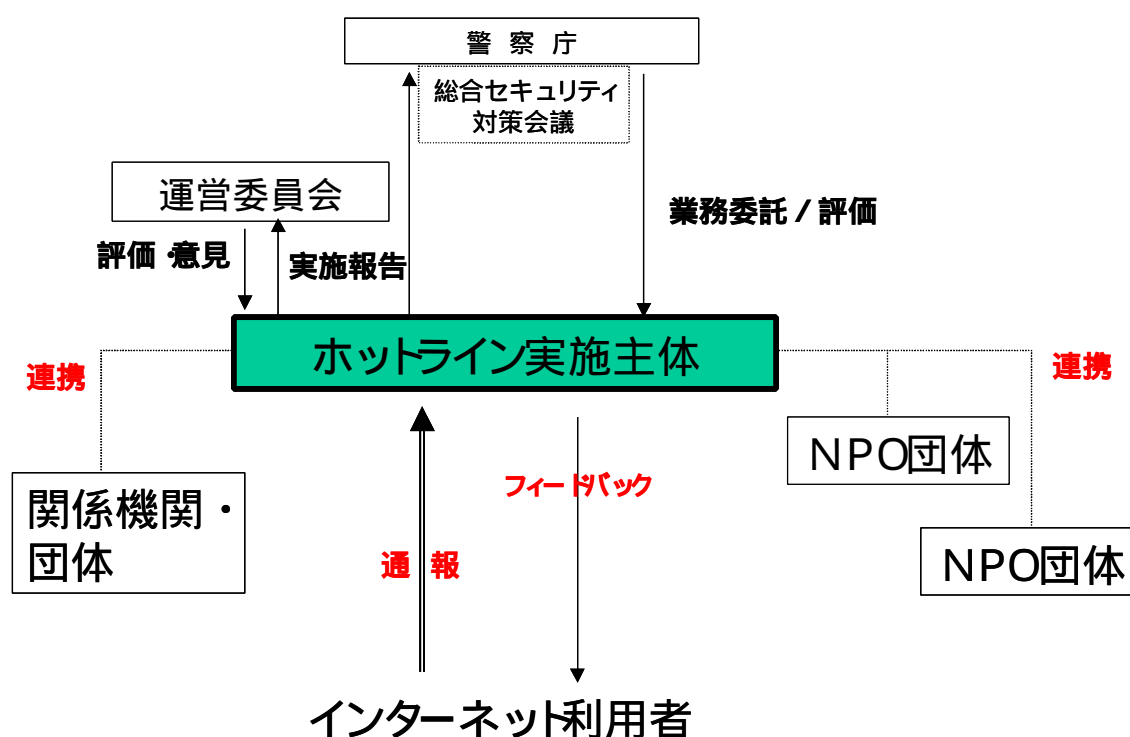 警 察 庁
総合セキュリティ
対策会議
運営委員会
業務委託 / 評価
評価・意見
実施報告
ホットライン実施主体
連携
連携
NPO団体
関係機関・
団体
フィードバック
通 報
NPO団体
インターネット利用者